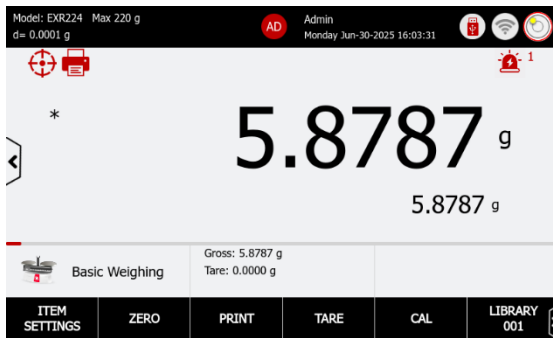 Model: EXR224 Max 220 g
d= 0.0001 g
AD
Admin
Monday Jun-30-2025 16:03:31
1
*
5.8787 g
5.8787 g
Basic Weighing
Gross: 5.8787 g
Tare: 0.0000 g
ITEM
SETTINGS
ZERO
PRINT
TARE
CAL
LIBRARY
001